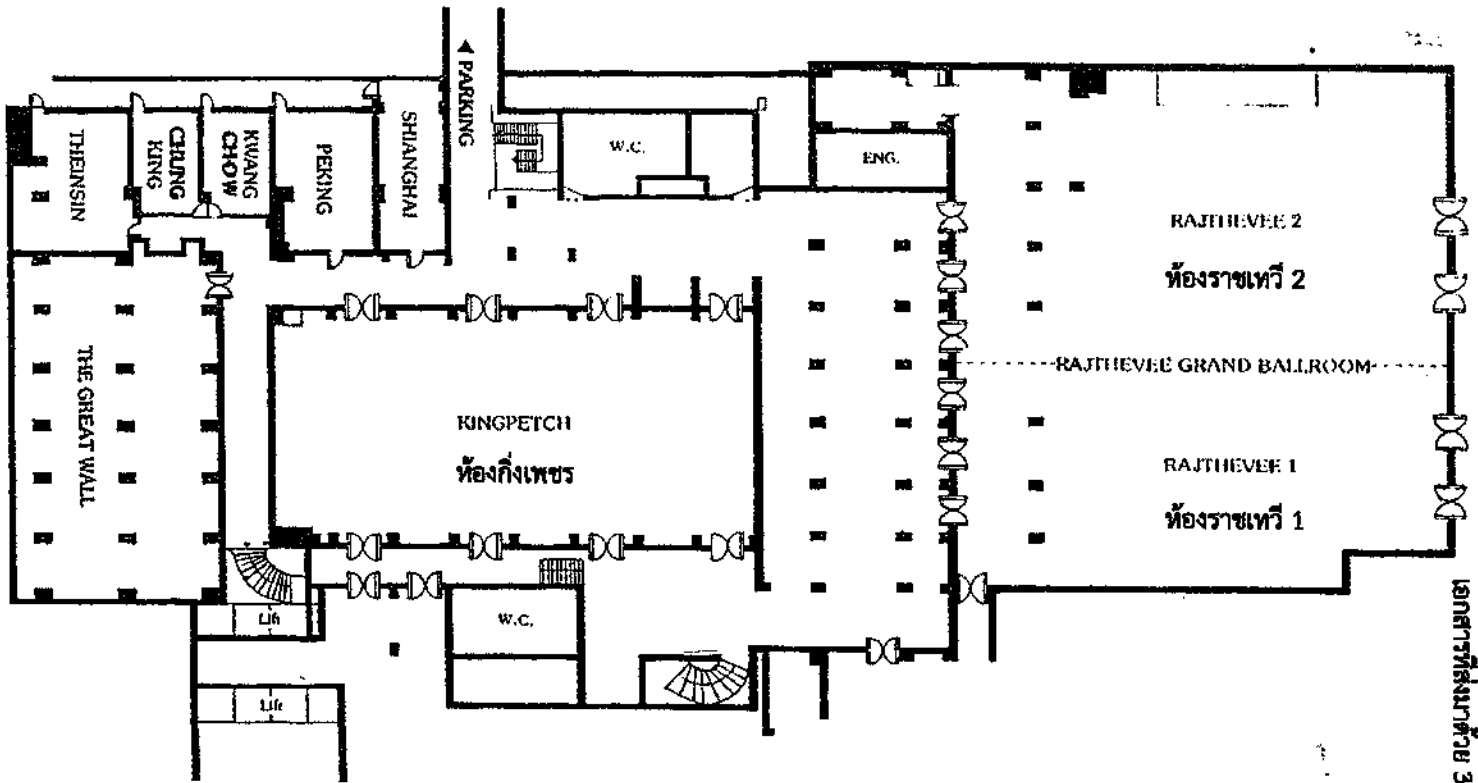 ◄ PARKING
THEINSIN
CHUNG
KING
KWANG
CHOW
PEKING
SHIANGHAI
W.C.
ENG.
RAJTHEVEE 2
ห้องราชเทวี 2
RAJTHEVEE GRAND BALLROOM
THE GREAT WALL
KINGPETCH
ห้องกิ่งเพชร
RAJTHEVEE 1
ห้องราชเทวี 1
Lift
W.C.
Lift
เอกสารที่ส่งมาด้วย 3